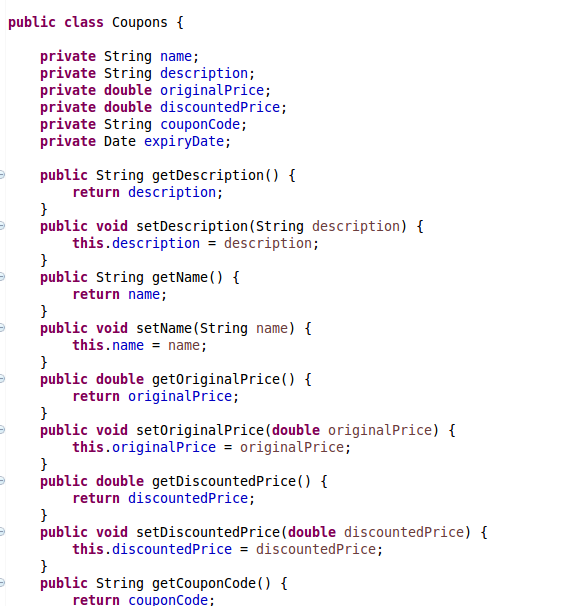 public class Coupons {
private String name;
private String description;
private double originalPrice;
private double discountedPrice;
private String couponCode;
private Date expiryDate;
public String getDescription() {
return description;
}
public void setDescription(String description) {
this.description = description;
}
public String getName() {
return name;
}
public void setName(String name) {
this.name = name;
}
public double getOriginalPrice() {
return originalPrice;
}
public void setOriginalPrice(double originalPrice) {
this.originalPrice = originalPrice;
}
public double getDiscountedPrice() {
return discountedPrice;
}
public void setDiscountedPrice(double discountedPrice) {
this.discountedPrice = discountedPrice;
}
public String getCouponCode() {
return couponCode;